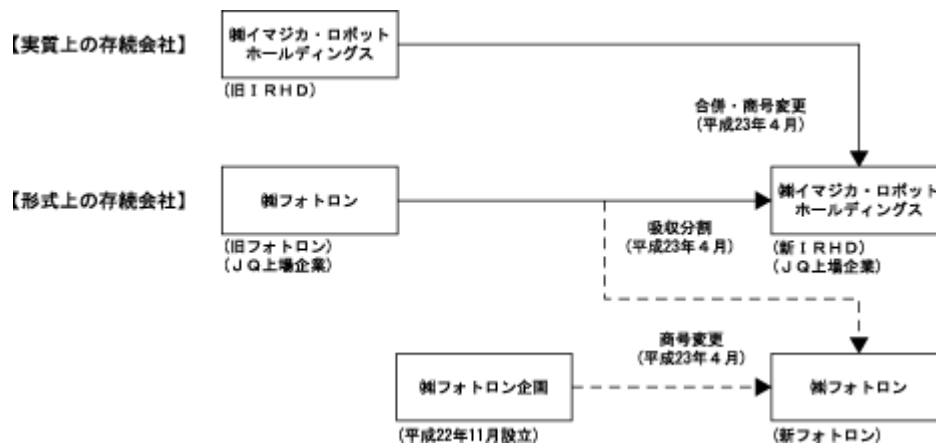 【実質上の存続会社】
㈱イマジカ・ロボット
ホールディングス
(旧ＩＲＨＤ)
合併・商号変更
(平成23年４月)
【形式上の存続会社】
㈱フォトロン
(旧フォトロン)
(ＪＱ上場企業)
㈱イマジカ・ロボット
ホールディングス
(新ＩＲＨＤ)
(ＪＱ上場企業)
吸収分割
(平成23年４月)
商号変更
(平成23年４月)
㈱フォトロン企画
(平成22年11月設立)
㈱フォトロン
(新フォトロン)